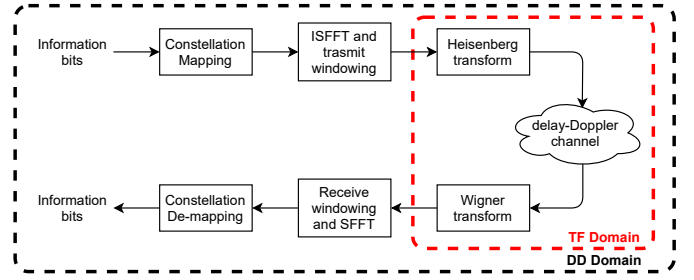 Information
bits
Constellation
Mapping
ISFFT and
trasmit
windowing
Heisenberg
transform
delay-Doppler
channel
Information
bits
Constellation
De-mapping
Receive
windowing
and SFFT
Wigner
transform
TF Domain
DD Domain